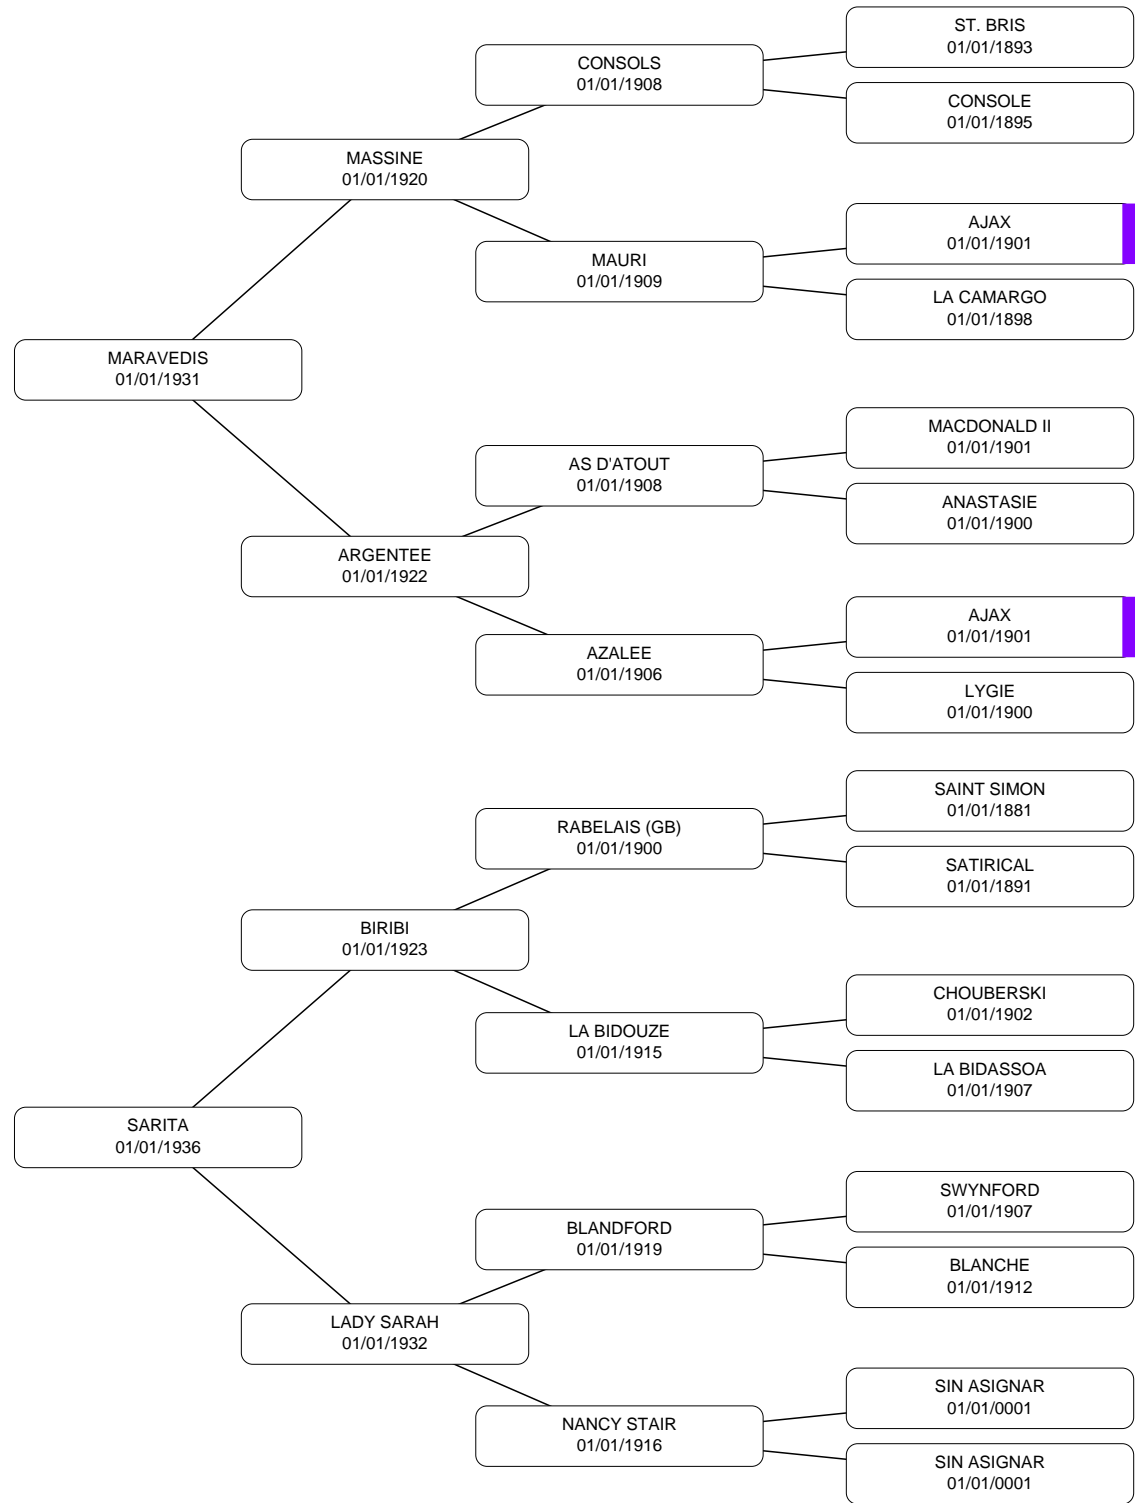 ST. BRIS
01/01/1893
CONSOLS
01/01/1908
CONSOLE
01/01/1895
MASSINE
01/01/1920
AJAX
01/01/1901
MAURI
01/01/1909
LA CAMARGO
01/01/1898
MARAVEDIS
01/01/1931
MACDONALD II
01/01/1901
AS D'ATOUT
01/01/1908
ANASTASIE
01/01/1900
ARGENTEE
01/01/1922
AJAX
01/01/1901
AZALEE
01/01/1906
LYGIE
01/01/1900
SAINT SIMON
01/01/1881
RABELAIS (GB)
01/01/1900
SATIRICAL
01/01/1891
BIRIBI
01/01/1923
CHOUBERSKI
01/01/1902
LA BIDOUZE
01/01/1915
LA BIDASSOA
01/01/1907
SARITA
01/01/1936
SWYNFORD
01/01/1907
BLANDFORD
01/01/1919
BLANCHE
01/01/1912
LADY SARAH
01/01/1932
SIN ASIGNAR
01/01/0001
NANCY STAIR
01/01/1916
SIN ASIGNAR
01/01/0001